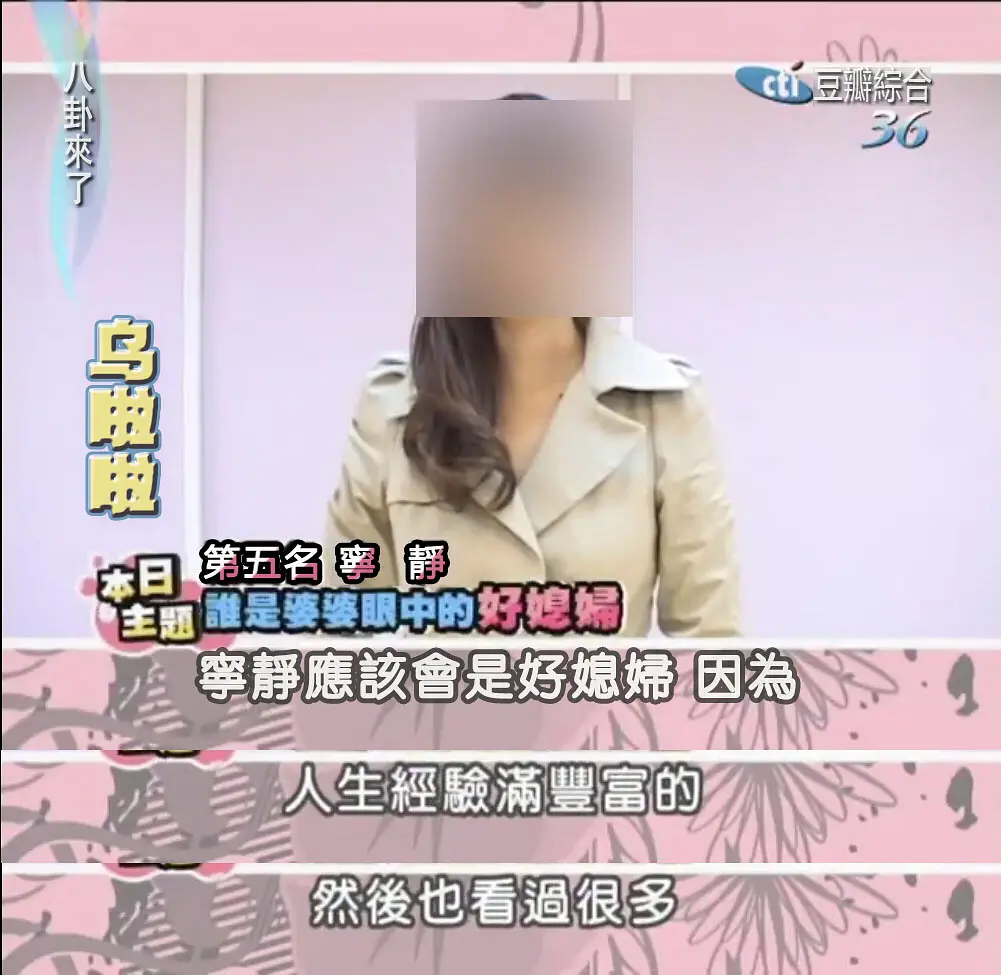 八卦來了
cti 豆瓣綜合
36
乌啦啦
第五名 寧 靜
本日主題
誰是婆婆眼中的好媳婦
寧靜應該會是好媳婦 因為
人生經驗滿豐富的
然後也看過很多